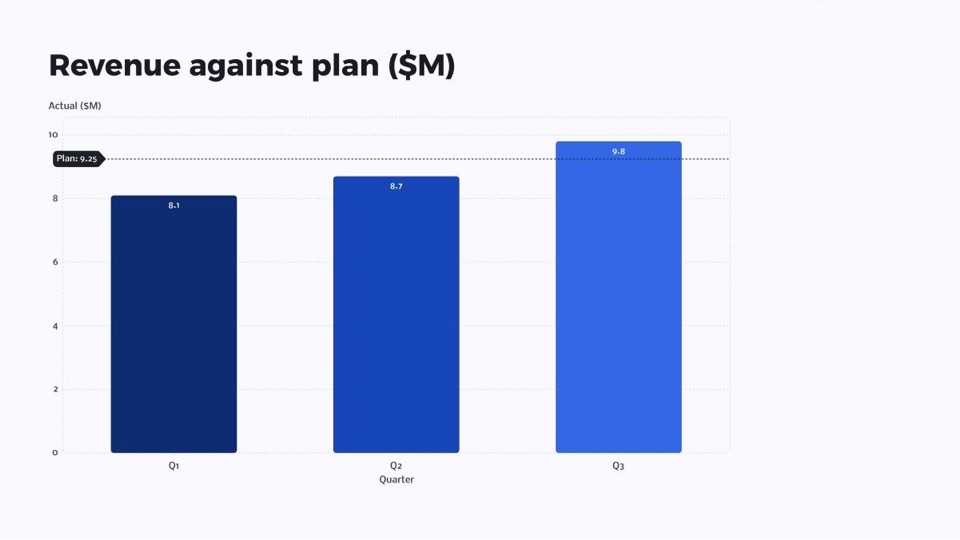 Revenue against plan ($M)
Actual ($M)
10
Plan: 9.25
8
6
4
2
0
8.1
8.7
9.8
Q1
Q2
Q3
Quarter